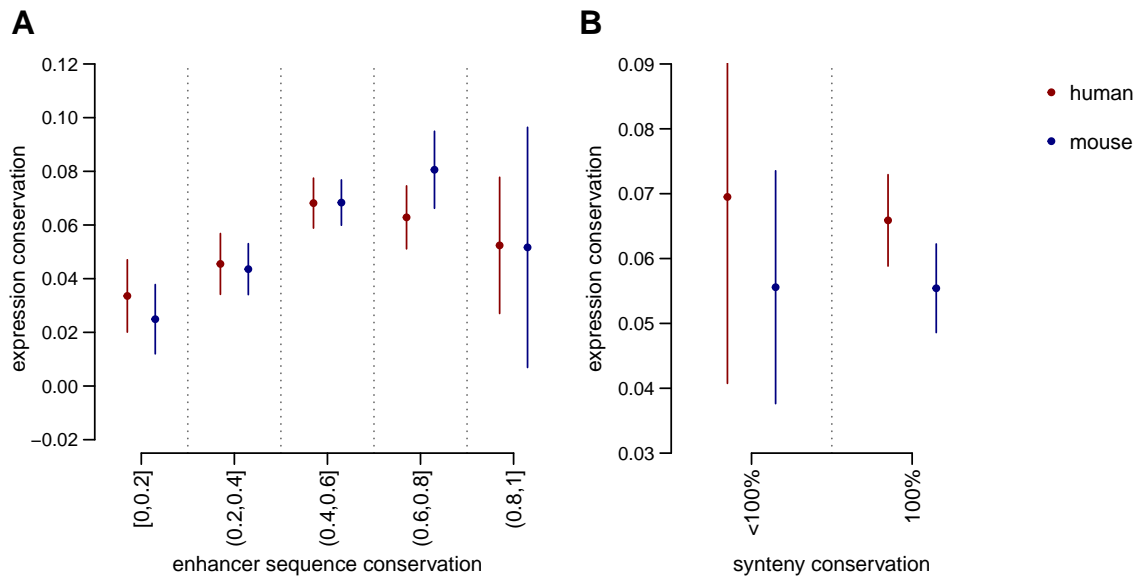 A
0.12
0.10
0.08
0.06
0.04
0.02
0.00
−0.02
expression conservation
[0,0.2]
(0.2,0.4]
(0.4,0.6]
(0.6,0.8]
(0.8,1]
enhancer sequence conservation
B
0.09
0.08
0.07
0.06
0.05
0.04
0.03
expression conservation
<100%
100%
synteny conservation
human
mouse